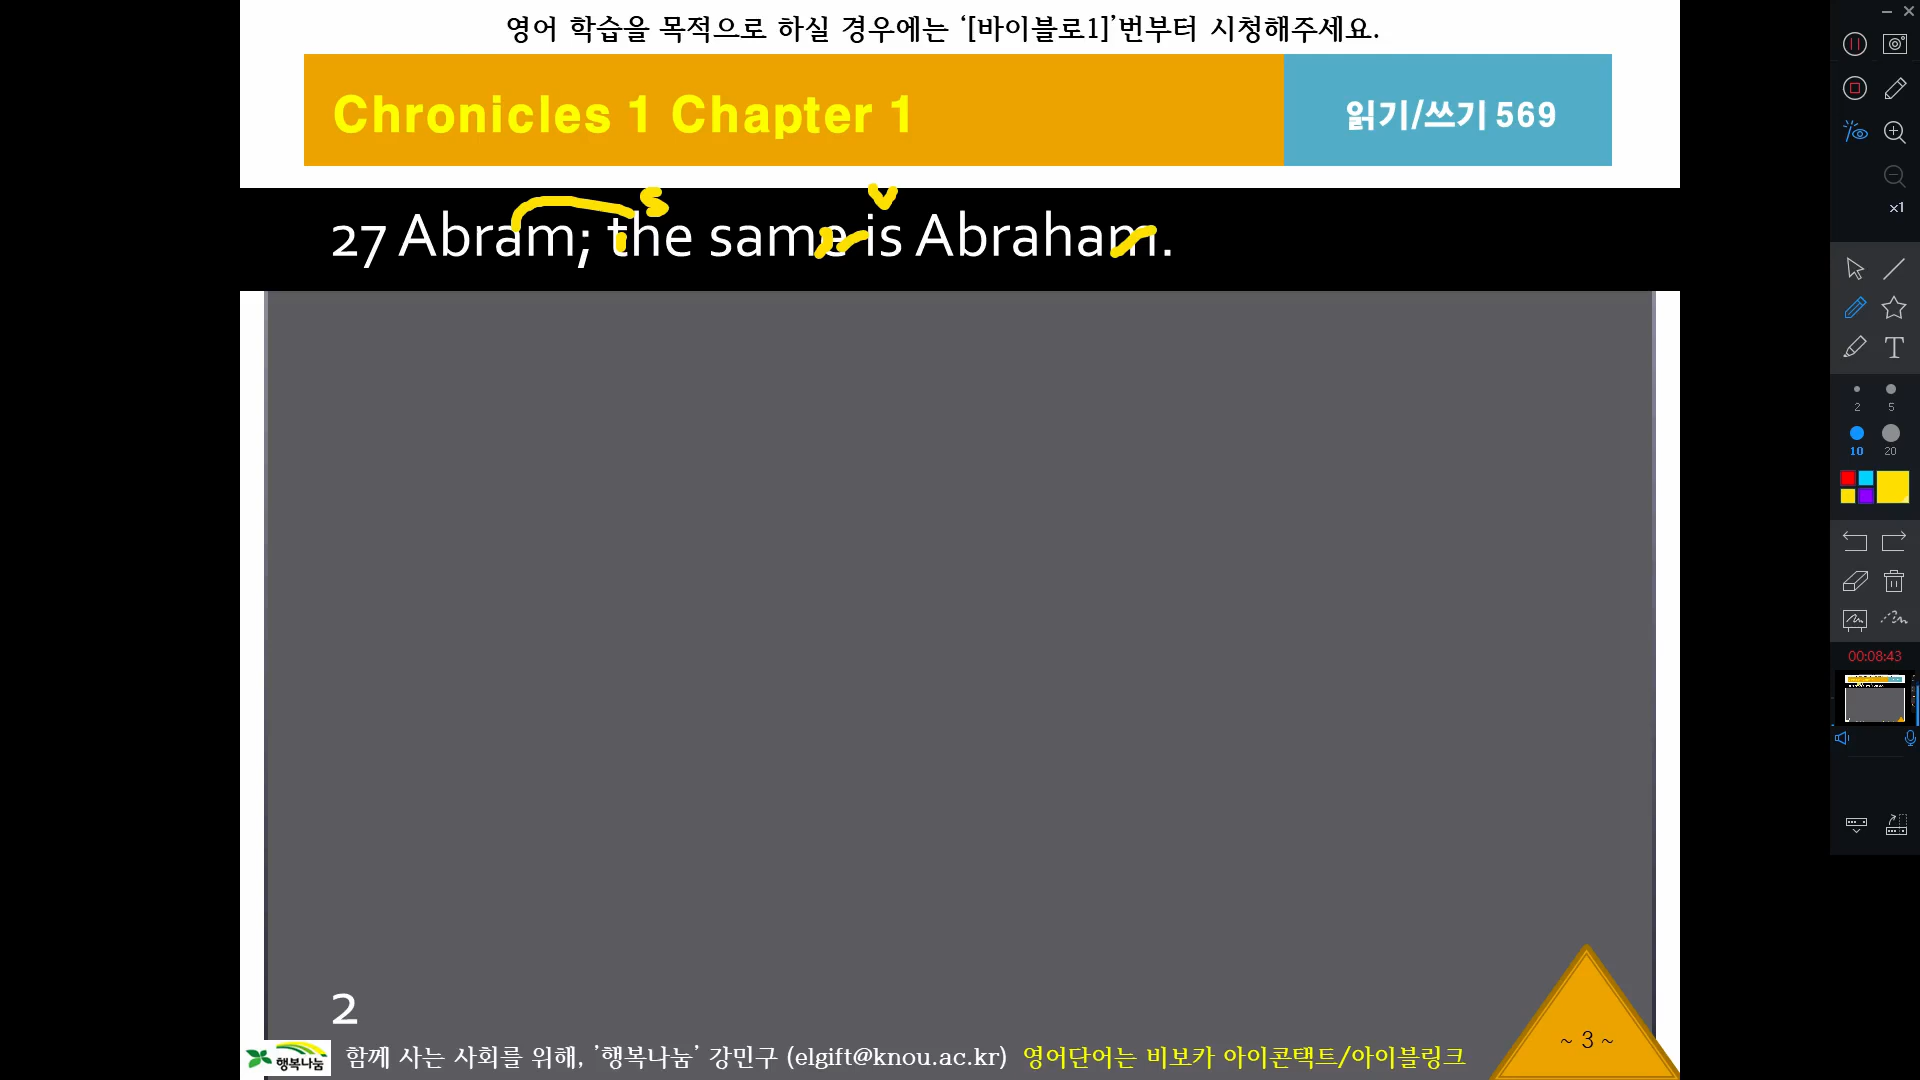 영어 학습을 목적으로 하실 경우에는 ‘[바이블로1]’번부터 시청해주세요.
Chronicles 1 Chapter 1
읽기/쓰기 569
27 Abram; the same is Abraham.
x1
2 5
10 20
00:08:43
2
~ 3 ~
행복나눔 함께 사는 사회를 위해, ’행복나눔’ 강민구 (elgift@knou.ac.kr) 영어단어는 비보카 아이콘택트/아이블링크